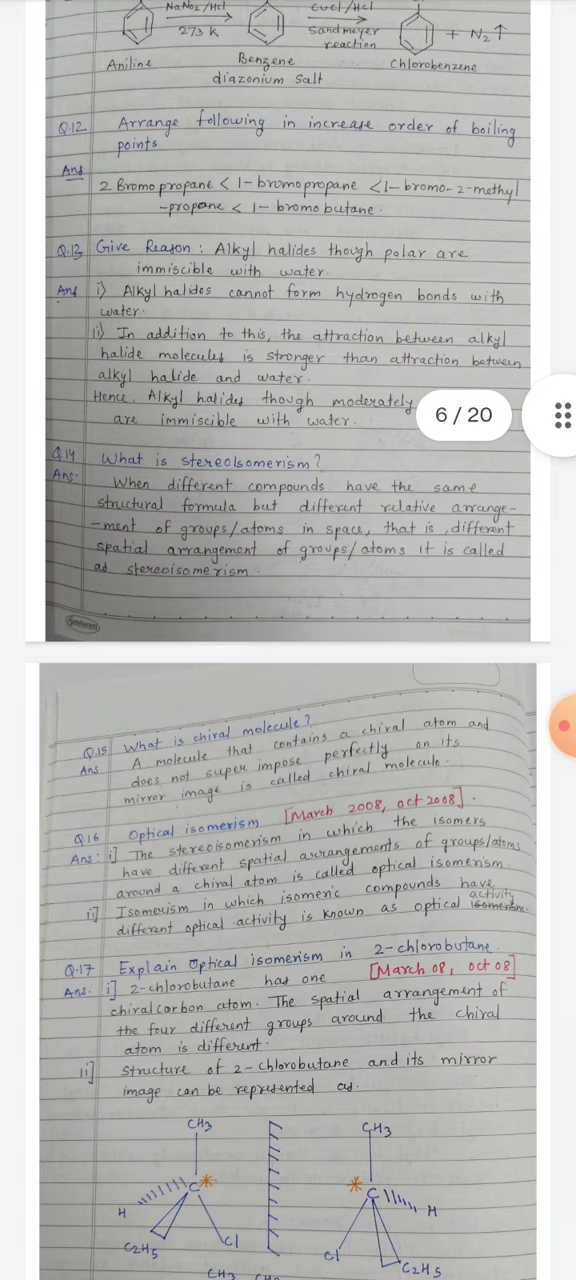 NaNO₂/HCl
273 K
CuCl/HCl
Sandmeyer
reaction
+ N₂↑
Aniline
Benzene
diazonium salt
Chlorobenzene
Q.12 Arrange following in increase order of boiling
points
Ans
2 Bromo propane < 1-bromopropane < 1-bromo-2-methyl
-propane < 1-bromo butane.
Q.13 Give Reason : Alkyl halides though polar are
immiscible with water.
Ans i) Alkyl halides cannot form hydrogen bonds with
water.
ii) In addition to this, the attraction between alkyl
halide molecules is stronger than attraction between
alkyl halide and water.
Hence, Alkyl halides though moderately
are immiscible with water.
6 / 20
Q.14 What is stereoIsomerism?
Ans. When different compounds have the same
structural formula but different relative arrange-
-ment of groups/atoms in space, that is, different
spatial arrangement of groups/atoms it is called
as stereoisomerism.
Sundaram
Q.15 What is chiral molecule?
Ans A molecule that contains a chiral atom and
does not super impose perfectly on its
mirror image is called chiral molecule.
Q.16 Optical isomerism [March 2008, oct 2008].
Ans : i] The stereoisomerism in which the isomers
have different spatial arrangements of groups/atoms
around a chiral atom is called optical isomerism.
ii] Isomerism in which isomeric compounds have
different optical activity is known as optical activity
isomerism.
Q.17 Explain Optical isomerism in 2-chlorobutane.
[March 08, oct 08]
Ans. i] 2-chlorobutane has one
chiral carbon atom. The spatial arrangement of
the four different groups around the chiral
atom is different.
ii] structure of 2-chlorobutane and its mirror
image can be represented as.
CH₃ CH₃
C* *C
H H
C₂H₅ Cl Cl C₂H₅
CH₃